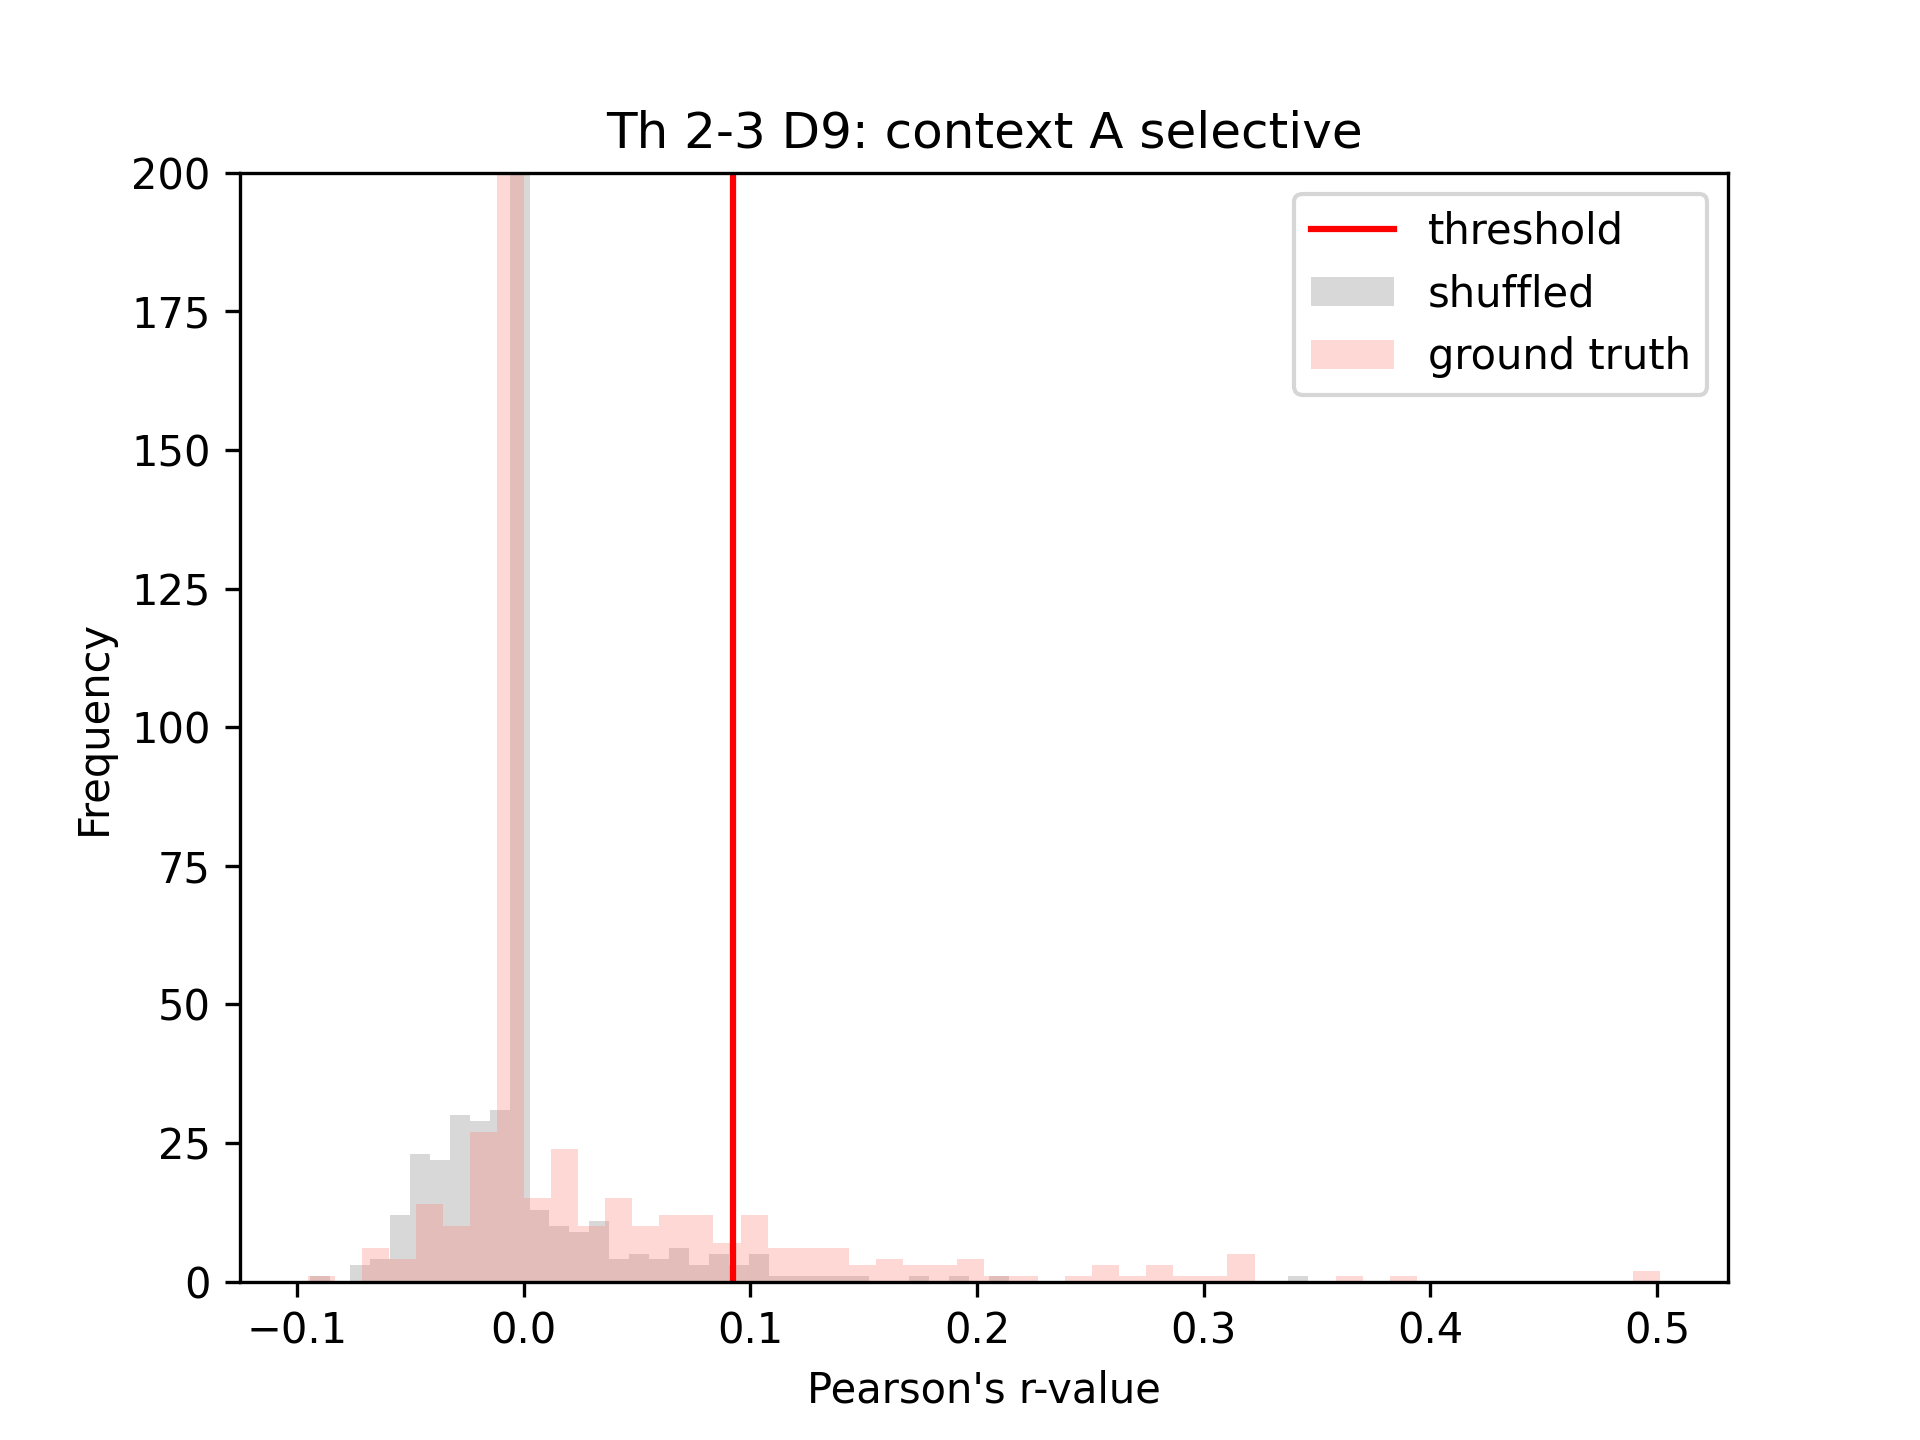 Th 2-3 D9: context A selective
threshold
shuffled
ground truth
Frequency
200
175
150
125
100
75
50
25
0
−0.1 0.0 0.1 0.2 0.3 0.4 0.5
Pearson's r-value